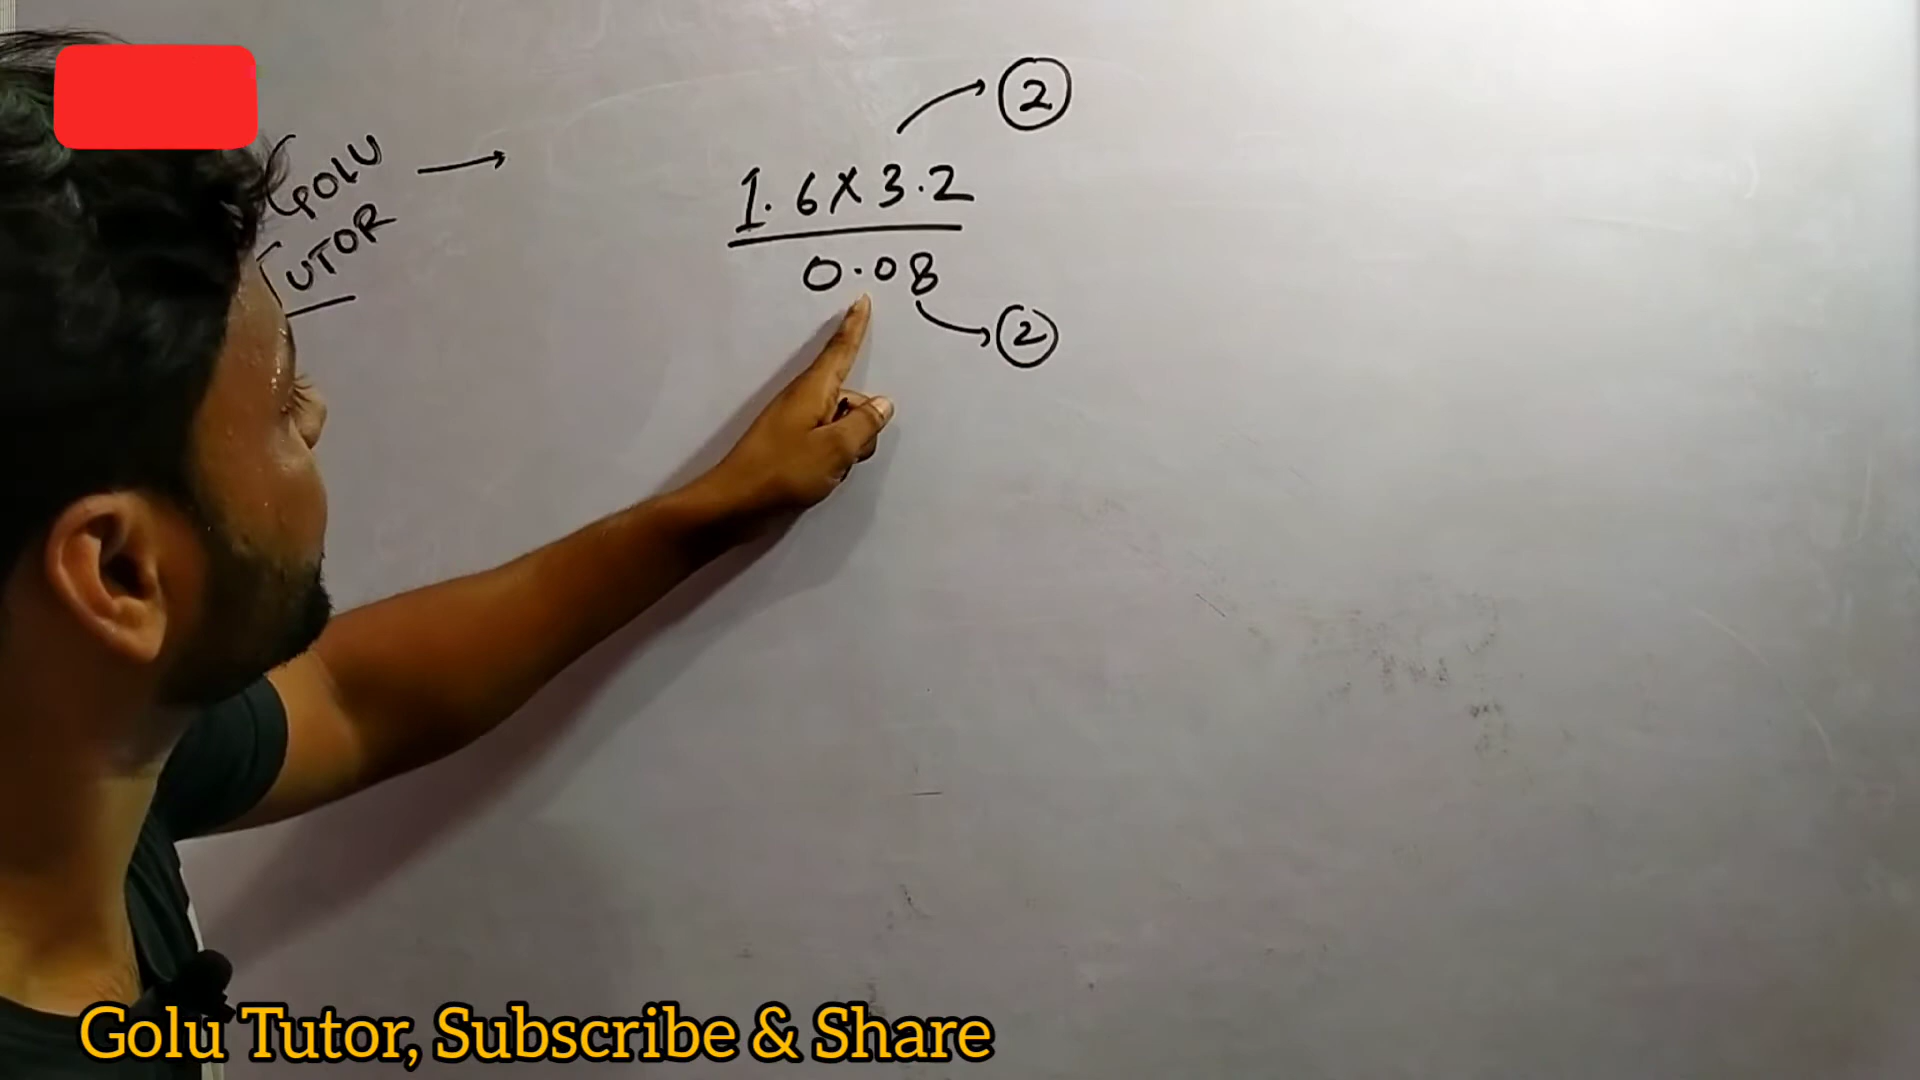 GOLU →
TUTOR
→ 2
1.6 x 3.2
0.08
→ 2
Golu Tutor, Subscribe & Share